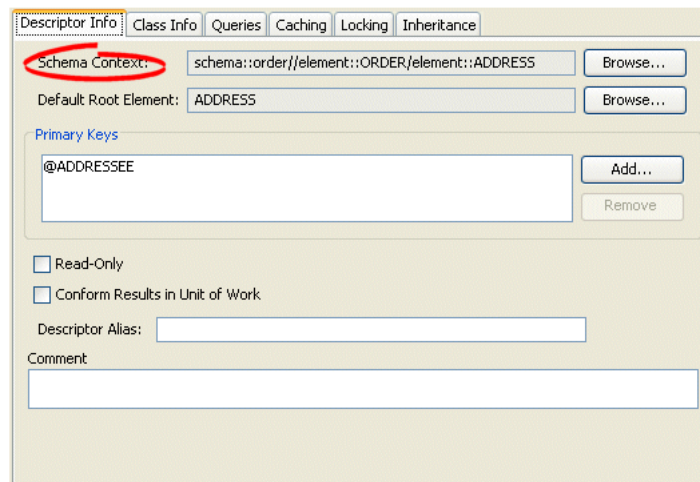 Descriptor Info Class Info Queries Caching Locking Inheritance
Schema Context: schema::order//element::ORDER/element::ADDRESS Browse...
Default Root Element: ADDRESS Browse...
Primary Keys
@ADDRESSEE Add...
Remove
Read-Only
Conform Results in Unit of Work
Descriptor Alias:
Comment